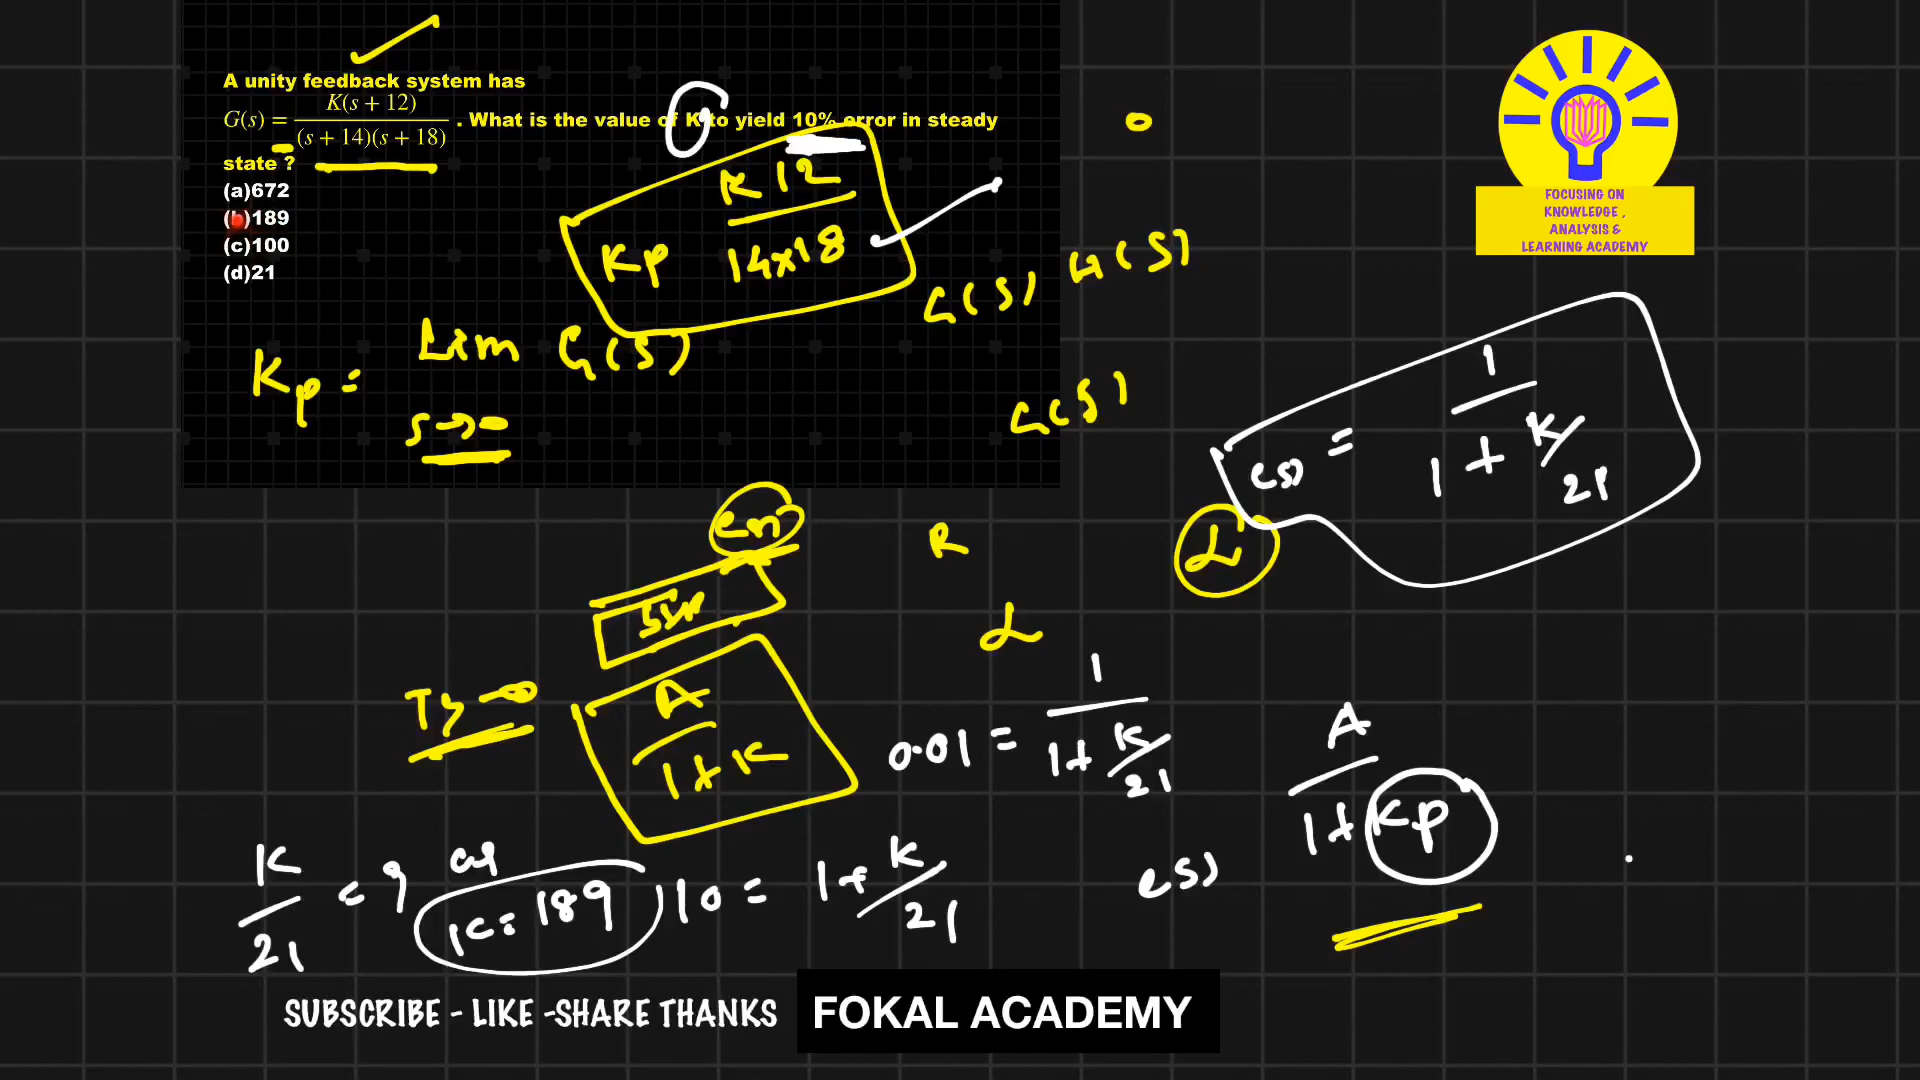 A unity feedback system has
G(s) = K(s + 12) / (s + 14)(s + 18) . What is the value of K to yield 10% error in steady
state ?
(a)672
(b)189
(c)100
(d)21
K 12
Kp 14x18
Kp = Lim G(S)
S→0
G(S) H(S)
G(S)
ess = 1 / 1 + K/21
R
Ty-0
A / 1+K
0.01 = 1 / 1+ K/21
ess A / 1+Kp
10 = 1+ K/21
K/21 = 9
K= 189
FOCUSING ON
KNOWLEDGE ,
ANALYSIS &
LEARNING ACADEMY
SUBSCRIBE - LIKE -SHARE THANKS
FOKAL ACADEMY